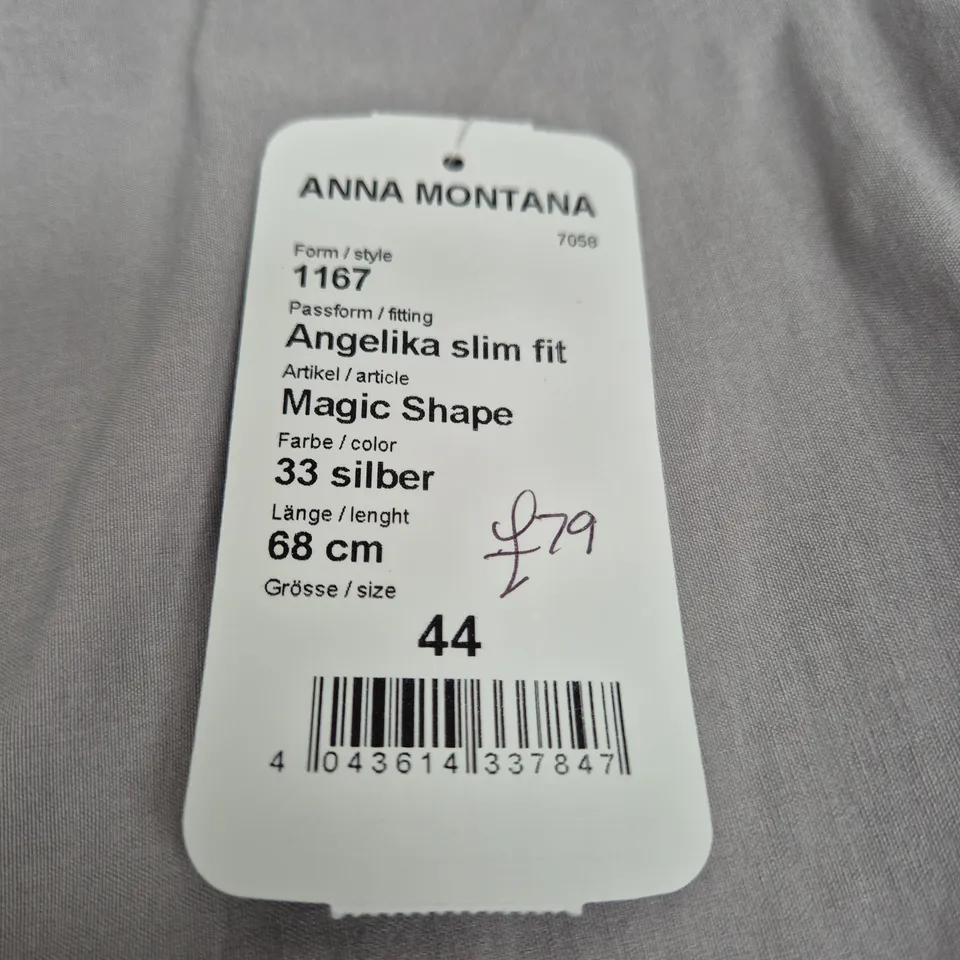 ANNA MONTANA
7058
Form / style
1167
Passform / fitting
Angelika slim fit
Artikel / article
Magic Shape
Farbe / color
33 silber
Länge / lenght
68 cm
£79
Grösse / size
44
4 043614 337847